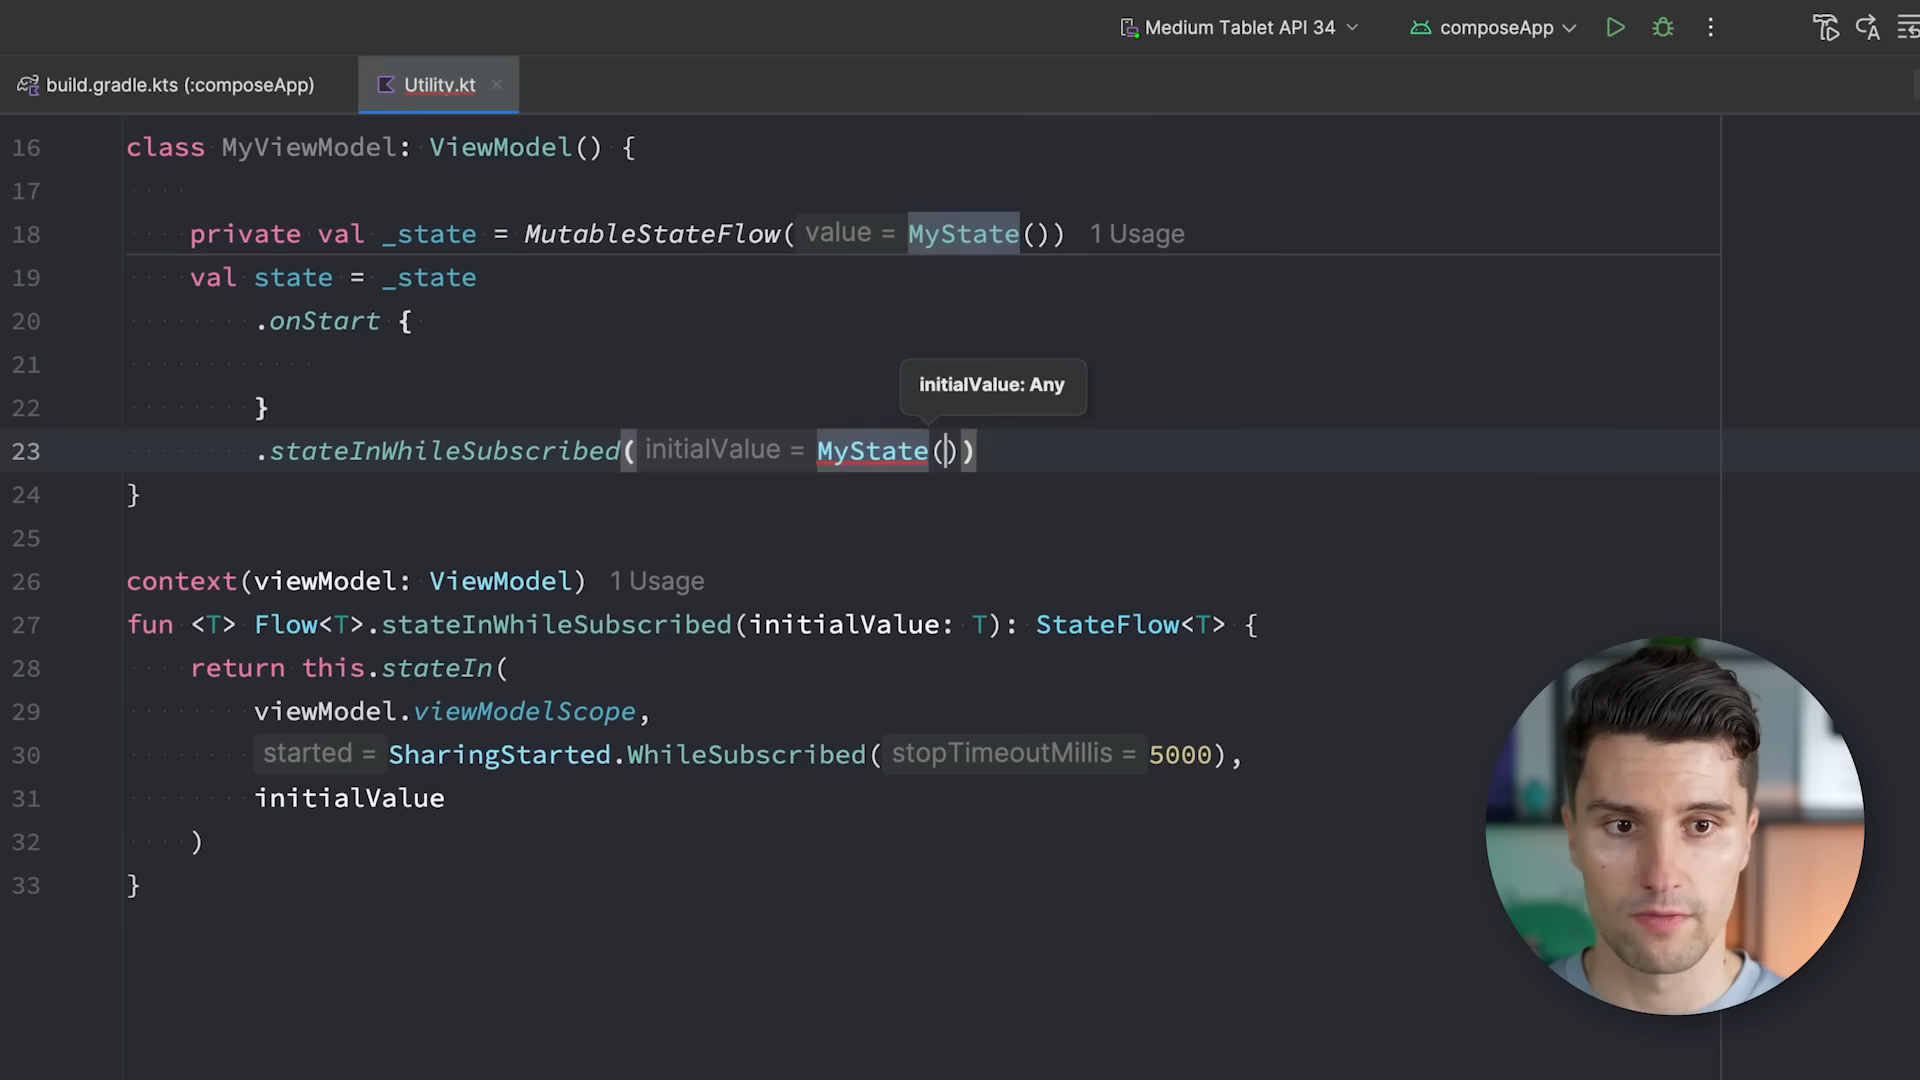 Medium Tablet API 34
composeApp
build.gradle.kts (:composeApp)
Utility.kt
16 class MyViewModel: ViewModel() {
17
18 private val _state = MutableStateFlow( value = MyState()) 1 Usage
19 val state = _state
20 .onStart {
21
initialValue: Any
22 }
23 .stateInWhileSubscribed( initialValue = MyState())
24 }
25
26 context(viewModel: ViewModel) 1 Usage
27 fun <T> Flow<T>.stateInWhileSubscribed(initialValue: T): StateFlow<T> {
28 return this.stateIn(
29 viewModel.viewModelScope,
30 started = SharingStarted.WhileSubscribed( stopTimeoutMillis = 5000),
31 initialValue
32 )
33 }